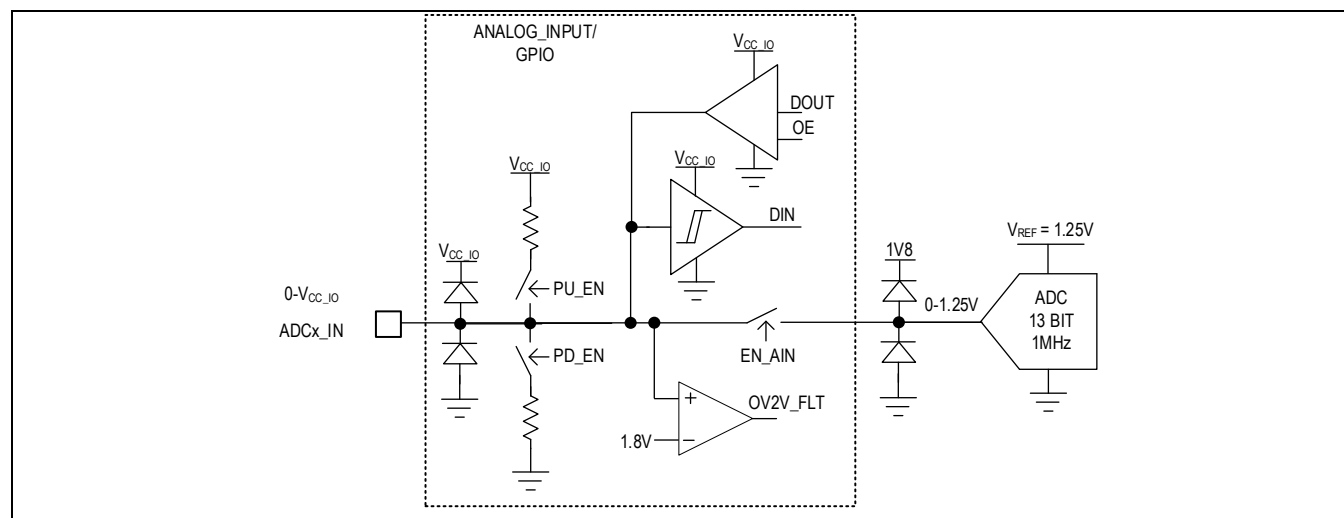 ANALOG_INPUT/
GPIO
VCC_IO
DOUT
OE
VCC_IO
VCC_IO
DIN
VREF = 1.25V
VCC_IO
1V8
0-VCC_IO
PU_EN
0-1.25V
ADC
13 BIT
1MHz
ADCx_IN
PD_EN
EN_AIN
+
OV2V_FLT
1.8V
−